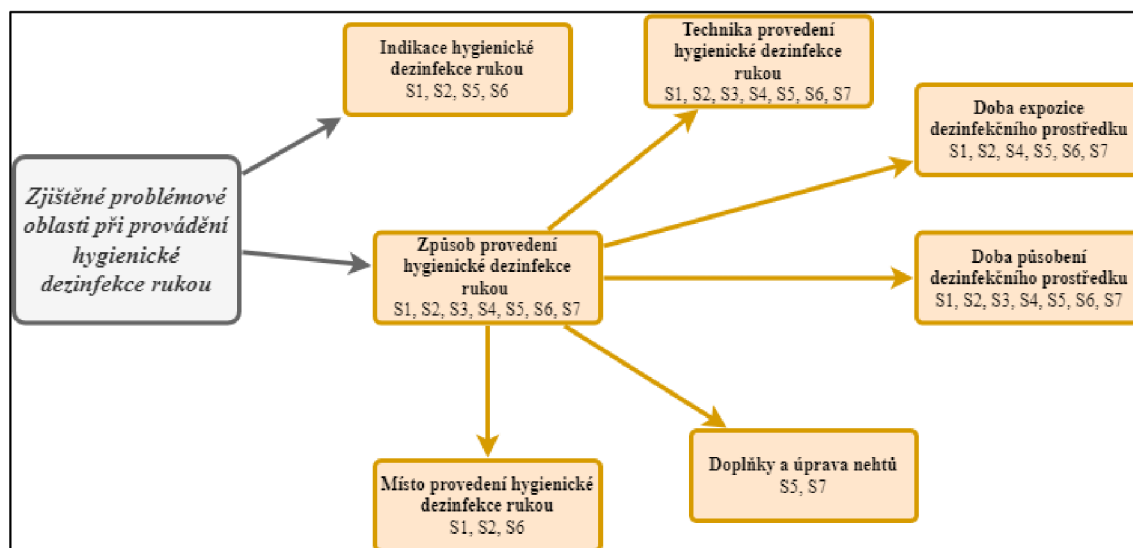 Indikace hygienické
dezinfekce rukou
S1, S2, S5, S6
Technika provedení
hygienické dezinfekce
rukou
S1, S2, S3, S4, S5, S6, S7
Doba expozice
dezinfekčního prostředku
S1, S2, S4, S5, S6, S7
Zjištěné problémové
oblasti při provádění
hygienické
dezinfekce rukou
Způsob provedení
hygienické dezinfekce
rukou
S1, S2, S3, S4, S5, S6, S7
Doba působení
dezinfekčního prostředku
S1, S2, S3, S4, S5, S6, S7
Místo provedení hygienické
dezinfekce rukou
S1, S2, S6
Doplňky a úprava nehtů
S5, S7